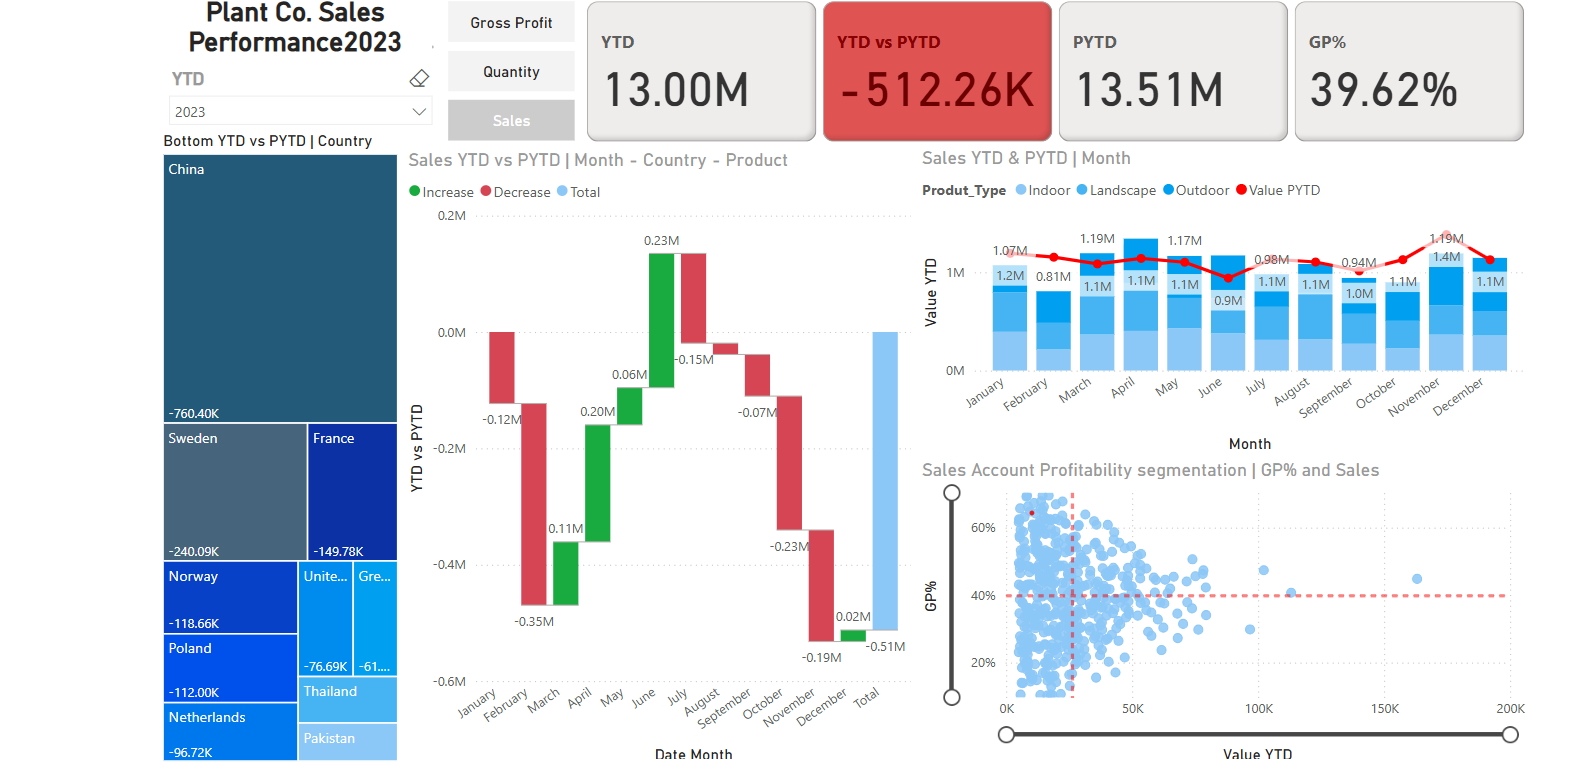 Plant Co. Sales
Performance2023
YTD
2023
Gross Profit
Quantity
Sales
YTD
13.00M
YTD vs PYTD
-512.26K
PYTD
13.51M
GP%
39.62%
Bottom YTD vs PYTD | Country
China
-760.40K
Sweden
-240.09K
France
-149.78K
Norway
-118.66K
Poland
-112.00K
Netherlands
-96.72K
Unite...
-76.69K
Gre...
-61....
Thailand
Pakistan
Sales YTD vs PYTD | Month - Country - Product
Increase Decrease Total
YTD vs PYTD
0.2M
0.0M
-0.2M
-0.4M
-0.6M
-0.12M
-0.35M
0.11M
0.20M
0.06M
0.23M
-0.15M
-0.07M
-0.23M
-0.19M
0.02M
-0.51M
January
February
March
April
May
June
July
August
September
October
November
December
Total
Date Month
Sales YTD & PYTD | Month
Produt_Type Indoor Landscape Outdoor Value PYTD
Value YTD
1M
0M
1.07M
0.81M
1.19M
1.17M
0.98M
0.94M
1.19M
1.2M
1.1M
1.1M
1.1M
0.9M
1.1M
1.1M
1.0M
1.1M
1.4M
1.1M
January
February
March
April
May
June
July
August
September
October
November
December
Month
Sales Account Profitability segmentation | GP% and Sales
GP%
60%
40%
20%
0K
50K
100K
150K
200K
Value YTD